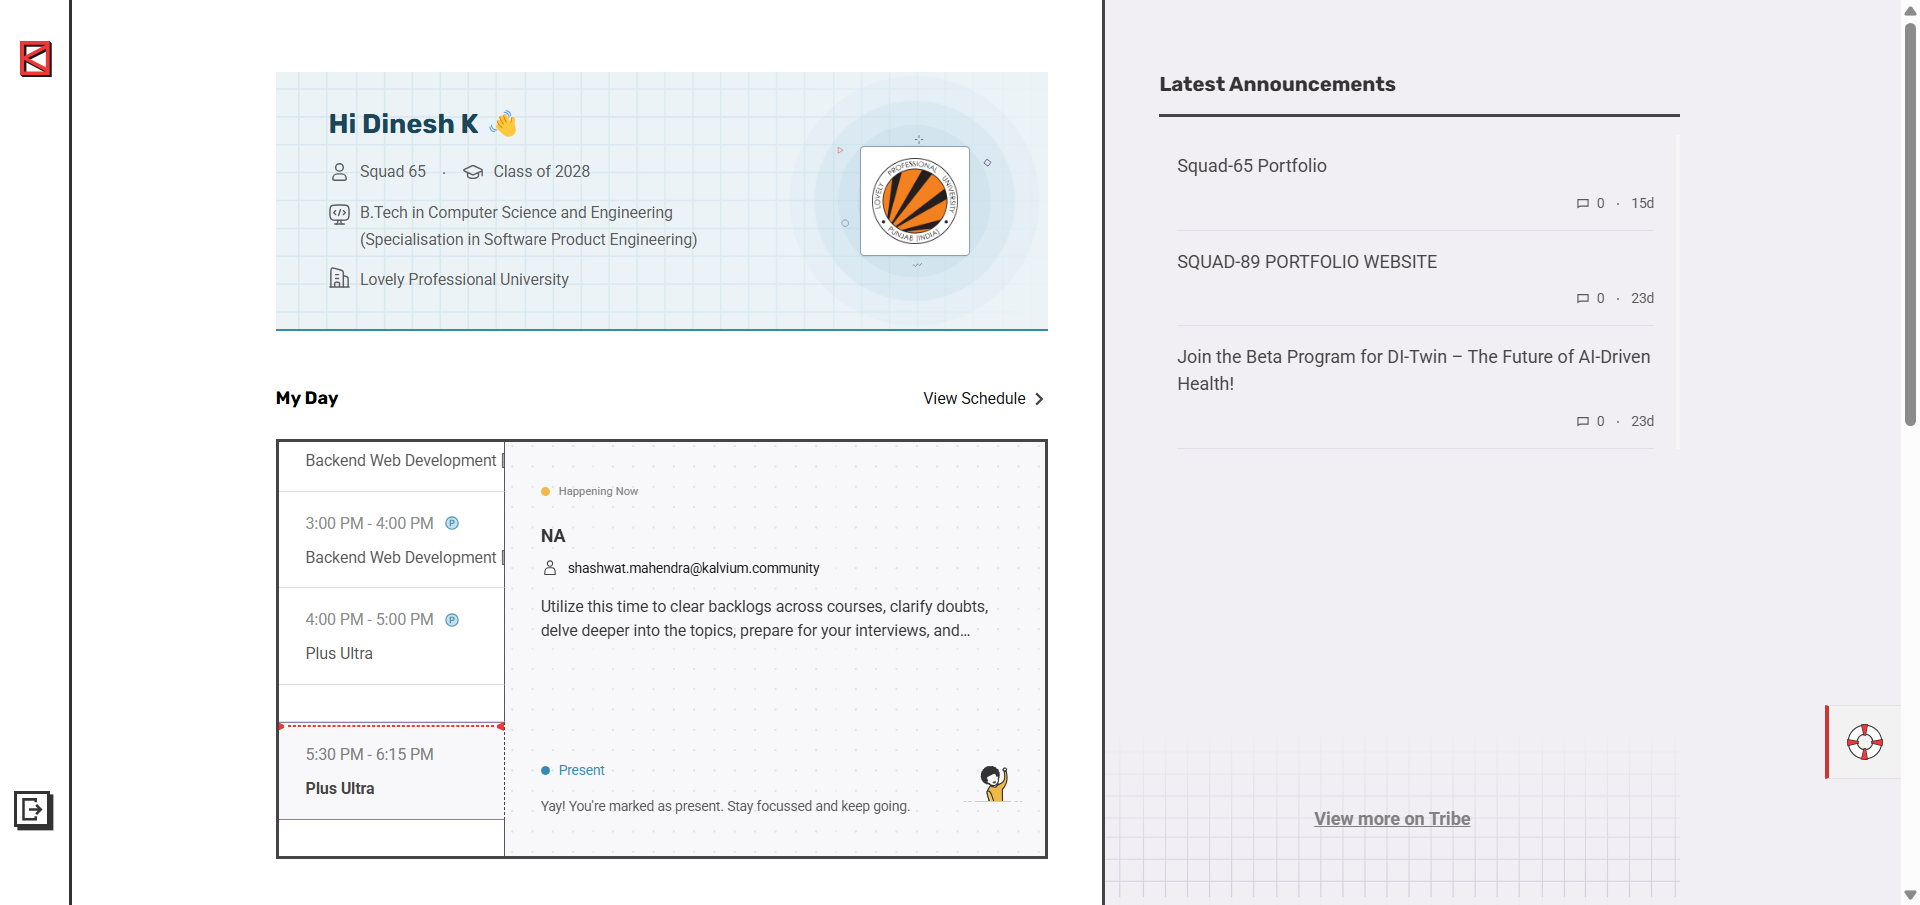 Hi Dinesh K 👋
Squad 65 · Class of 2028
B.Tech in Computer Science and Engineering
(Specialisation in Software Product Engineering)
Lovely Professional University
LOVELY PROFESSIONAL UNIVERSITY
PUNJAB (INDIA)
My Day
View Schedule
Backend Web Development [
3:00 PM - 4:00 PM P
Backend Web Development [
4:00 PM - 5:00 PM P
Plus Ultra
5:30 PM - 6:15 PM
Plus Ultra
Happening Now
NA
shashwat.mahendra@kalvium.community
Utilize this time to clear backlogs across courses, clarify doubts,
delve deeper into the topics, prepare for your interviews, and...
Present
Yay! You're marked as present. Stay focussed and keep going.
Latest Announcements
Squad-65 Portfolio
0 · 15d
SQUAD-89 PORTFOLIO WEBSITE
0 · 23d
Join the Beta Program for DI-Twin – The Future of AI-Driven
Health!
0 · 23d
View more on Tribe